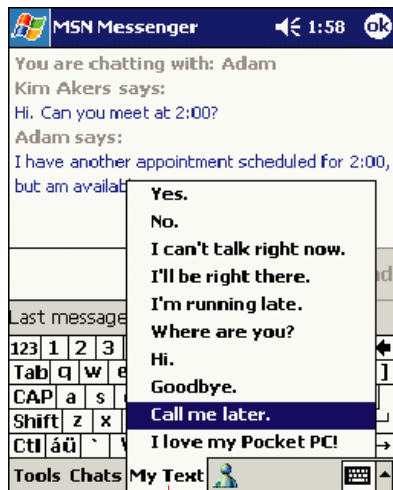 MSN Messenger 1:58 ok
You are chatting with: Adam
Kim Akers says:
Hi. Can you meet at 2:00?
Adam says:
I have another appointment scheduled for 2:00,
but am availab
Yes.
No.
I can't talk right now.
I'll be right there.
I'm running late.
Where are you?
Hi.
Goodbye.
Call me later.
I love my Pocket PC!
nd
Last message
123 1 2 3
Tab q w e ]
CAP a s
Shift z x
Ctl áü ` \
Tools Chats My Text